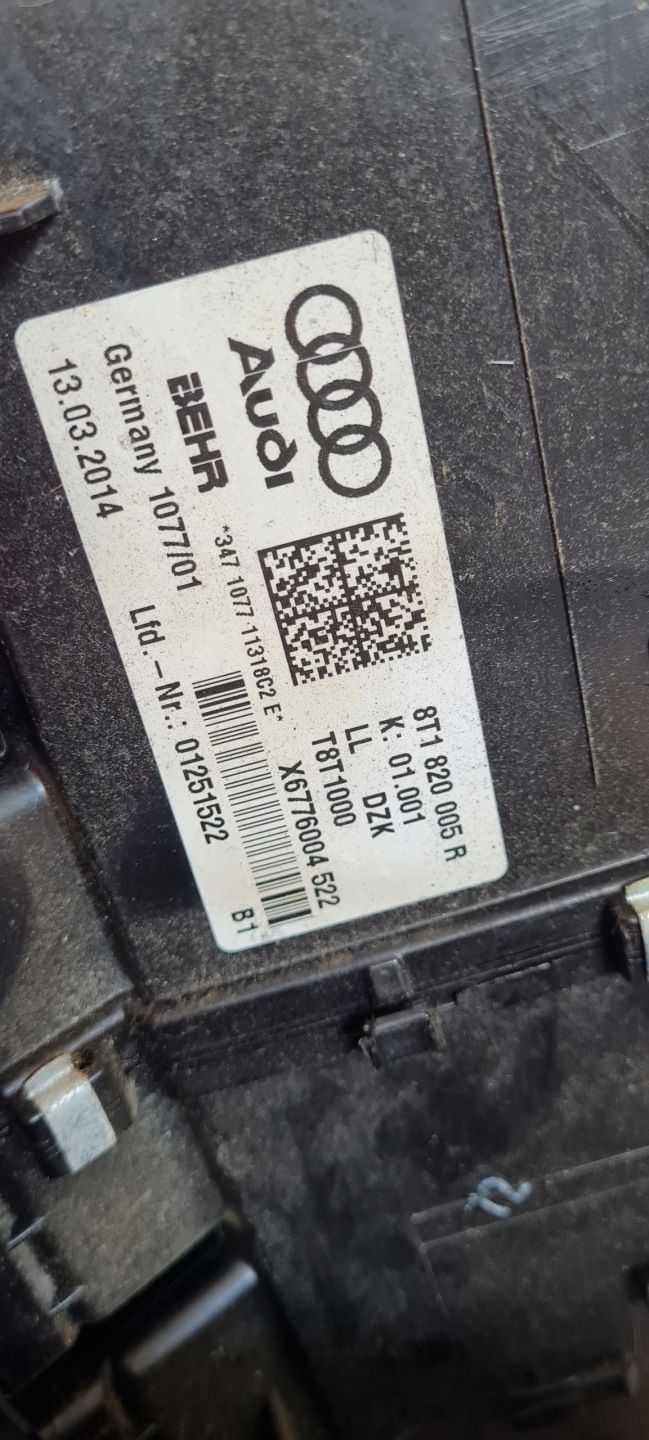 Audi
BEHR
Germany 1077/01
13.03.2014
*347 1077 11318C2 E*
Lfd.-Nr.: 01251522
8T1 820 005 R
K: 01.001
LL DZK
T8T1000
X6776004 522
B1